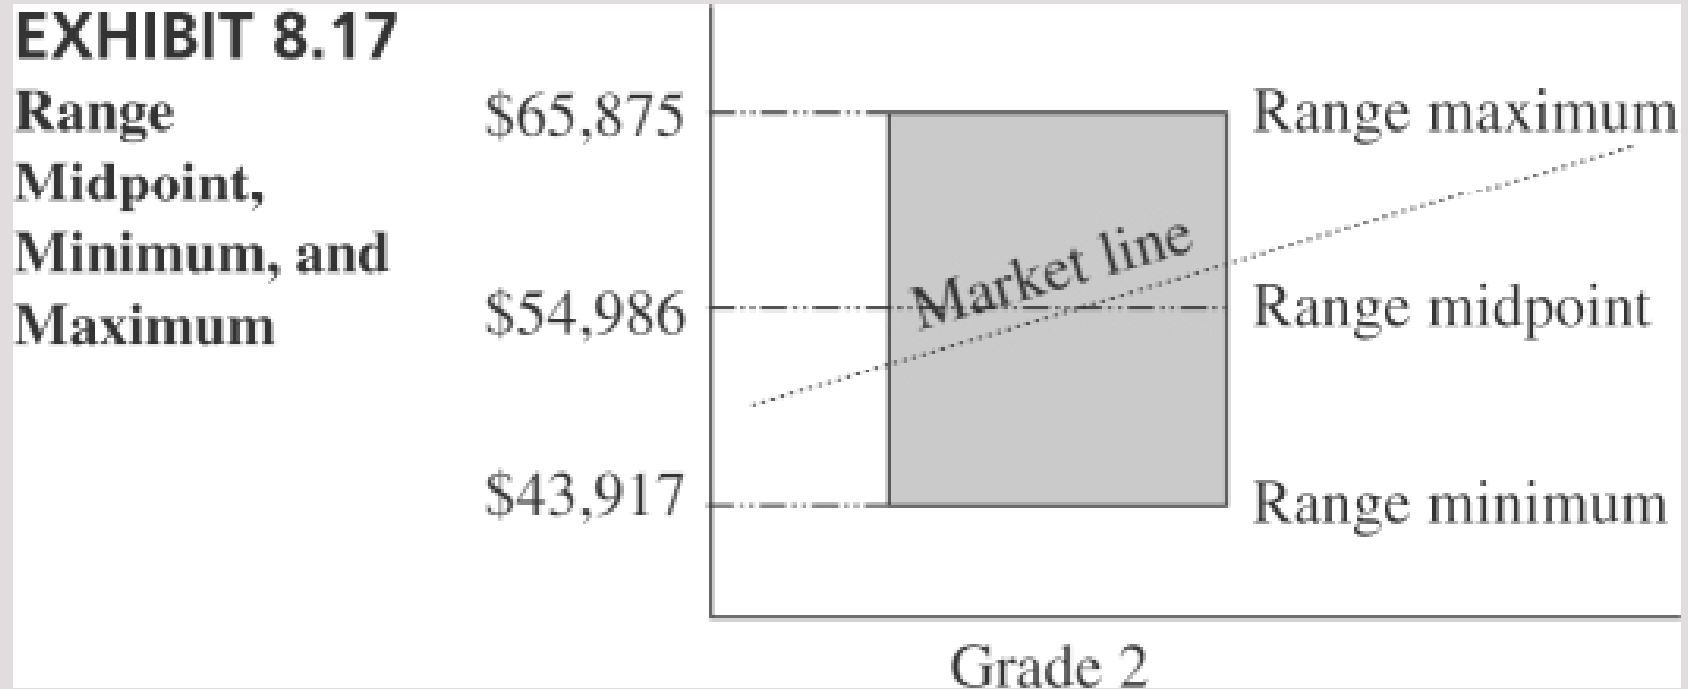 EXHIBIT 8.17
Range
Midpoint,
Minimum, and
Maximum
$65,875
Range maximum
Market line
$54,986
Range midpoint
$43,917
Range minimum
Grade 2